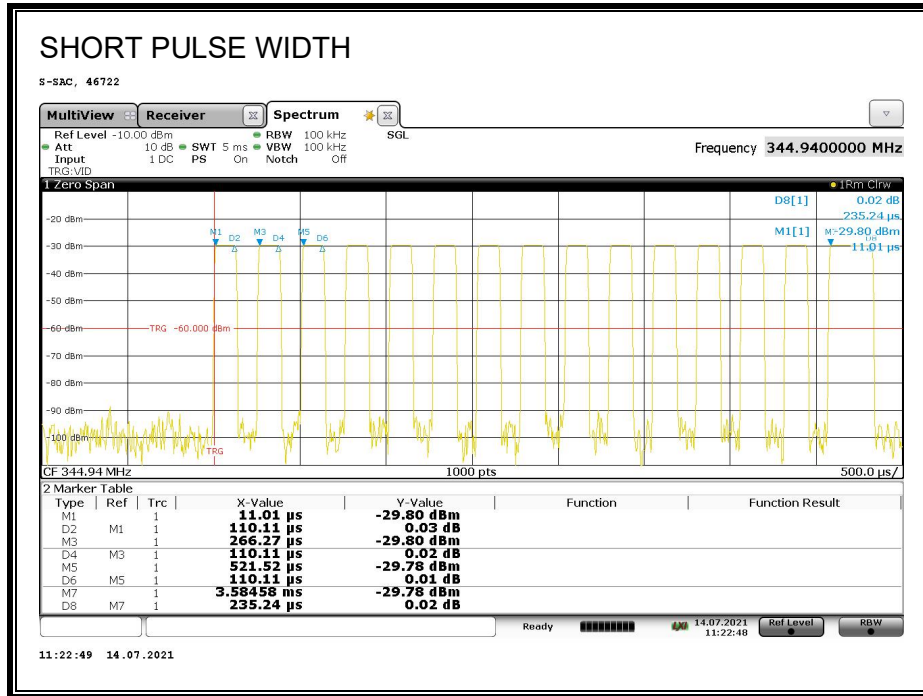 SHORT PULSE WIDTH
S-SAC, 46722
MultiView Receiver Spectrum
Ref Level -10.00 dBm RBW 100 kHz SGL
Att 10 dB SWT 5 ms VBW 100 kHz Frequency 344.9400000 MHz
Input 1 DC PS On Notch Off
TRG:VID
1 Zero Span 1Rm Clrw
D8[1] 0.02 dB
-20 dBm 235.24 µs
M1 D2 M3 D4 M5 D6 M1[1] -29.80 dBm
-30 dBm 11.01 µs
-40 dBm
-50 dBm
-60 dBm TRG -60.000 dBm
-70 dBm
-80 dBm
-90 dBm
-100 dBm
TRG
CF 344.94 MHz 1000 pts 500.0 µs/
2 Marker Table
Type Ref Trc X-Value Y-Value Function Function Result
M1 1 11.01 µs -29.80 dBm
D2 M1 1 110.11 µs 0.03 dB
M3 1 266.27 µs -29.80 dBm
D4 M3 1 110.11 µs 0.02 dB
M5 1 521.52 µs -29.78 dBm
D6 M5 1 110.11 µs 0.01 dB
M7 1 3.58458 ms -29.78 dBm
D8 M7 1 235.24 µs 0.02 dB
Ready LXI 14.07.2021 Ref Level RBW
11:22:48
11:22:49 14.07.2021